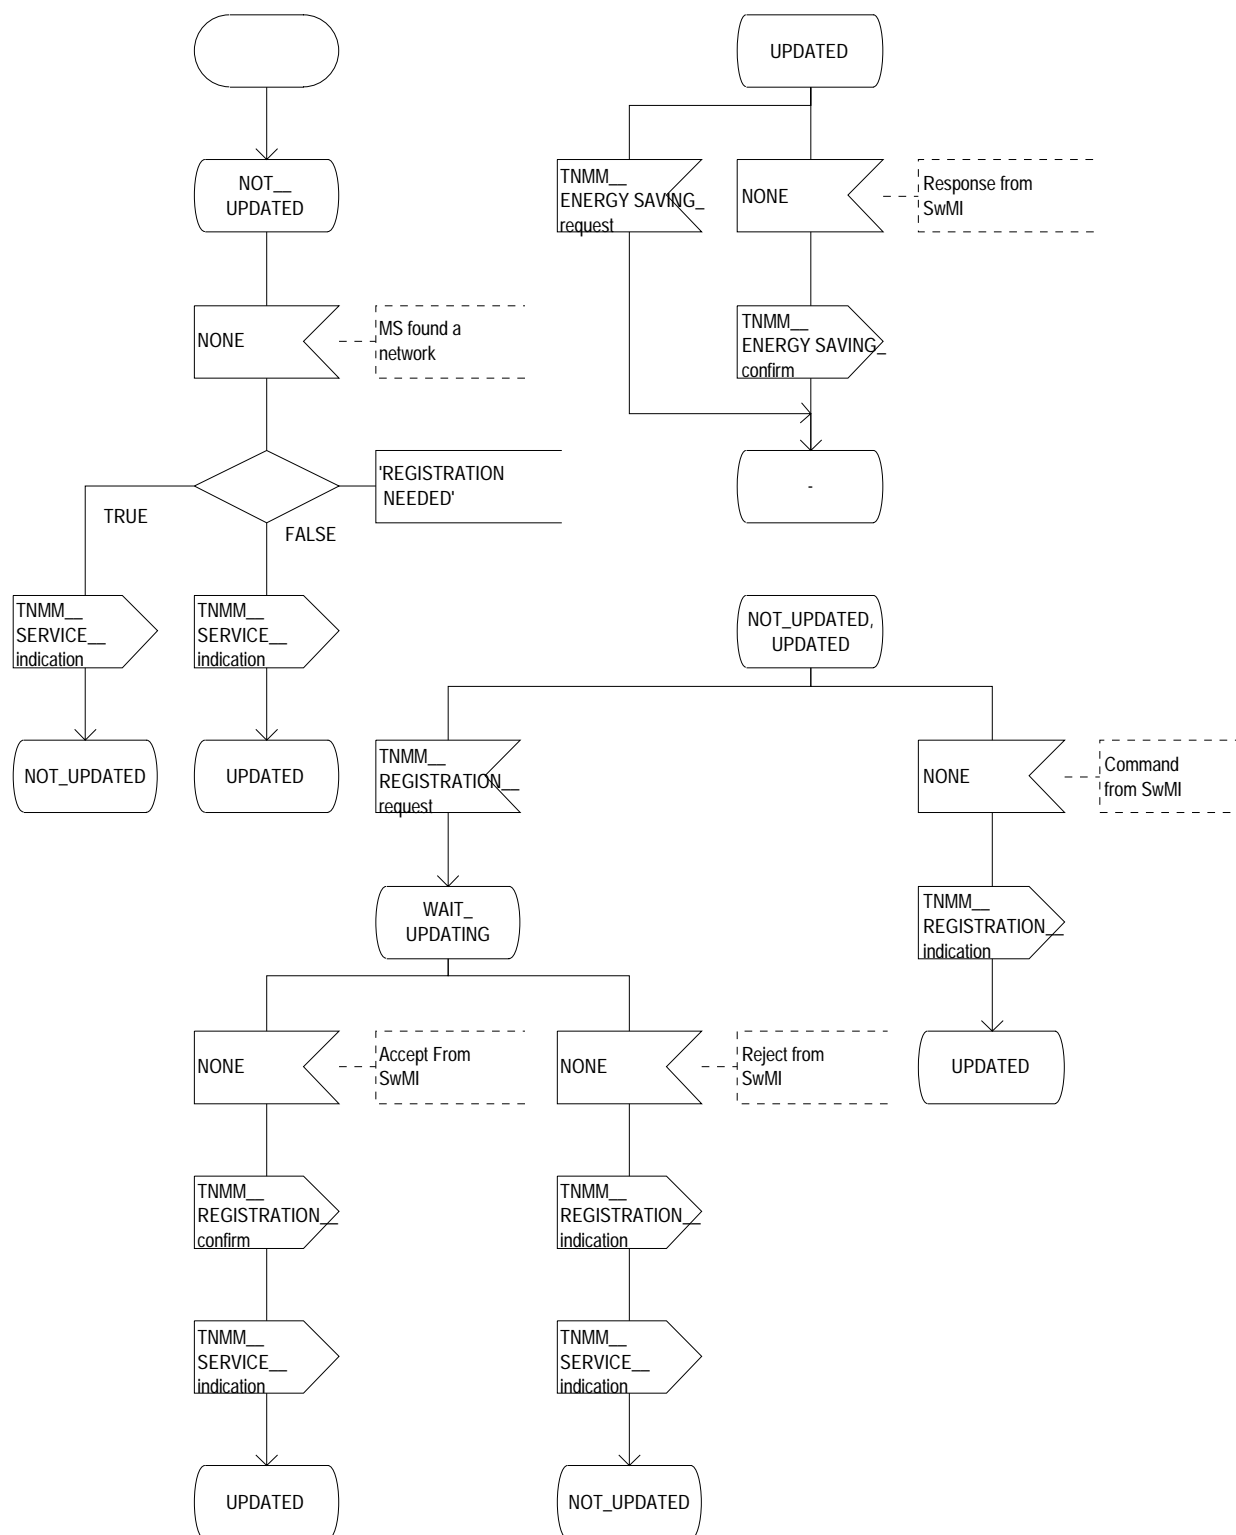 UPDATED
NOT__
UPDATED
TNMM__
ENERGY SAVING_
request
NONE
Response from
SwMI
NONE
MS found a
network
TNMM__
ENERGY SAVING_
confirm
'REGISTRATION
NEEDED'
TRUE
FALSE
-
TNMM__
SERVICE__
indication
TNMM__
SERVICE__
indication
NOT_UPDATED,
UPDATED
NOT_UPDATED
UPDATED
TNMM__
REGISTRATION__
request
NONE
Command
from SwMI
WAIT_
UPDATING
TNMM__
REGISTRATION__
indication
NONE
Accept From
SwMI
NONE
Reject from
SwMI
UPDATED
TNMM__
REGISTRATION__
confirm
TNMM__
REGISTRATION__
indication
TNMM__
SERVICE__
indication
TNMM__
SERVICE__
indication
UPDATED
NOT_UPDATED